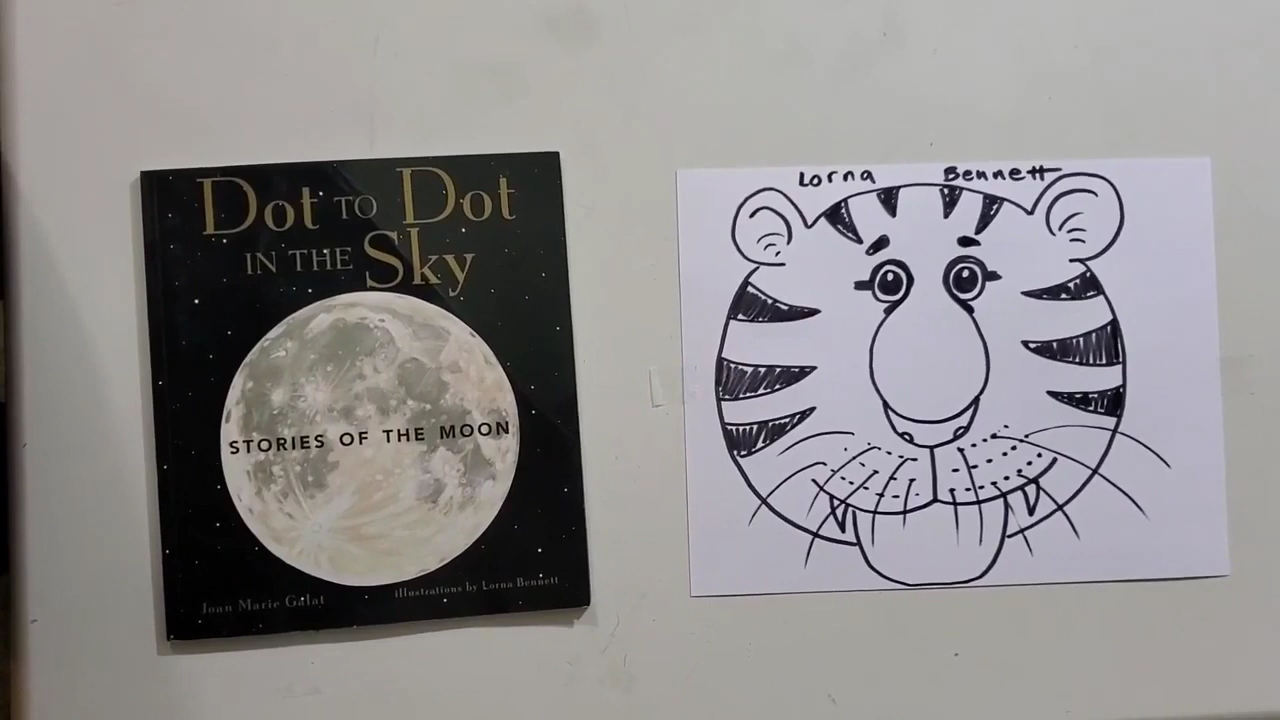 Dot to Dot
in the Sky
STORIES OF THE MOON
Joan Marie Galat
illustrations by Lorna Bennett
Lorna Bennett